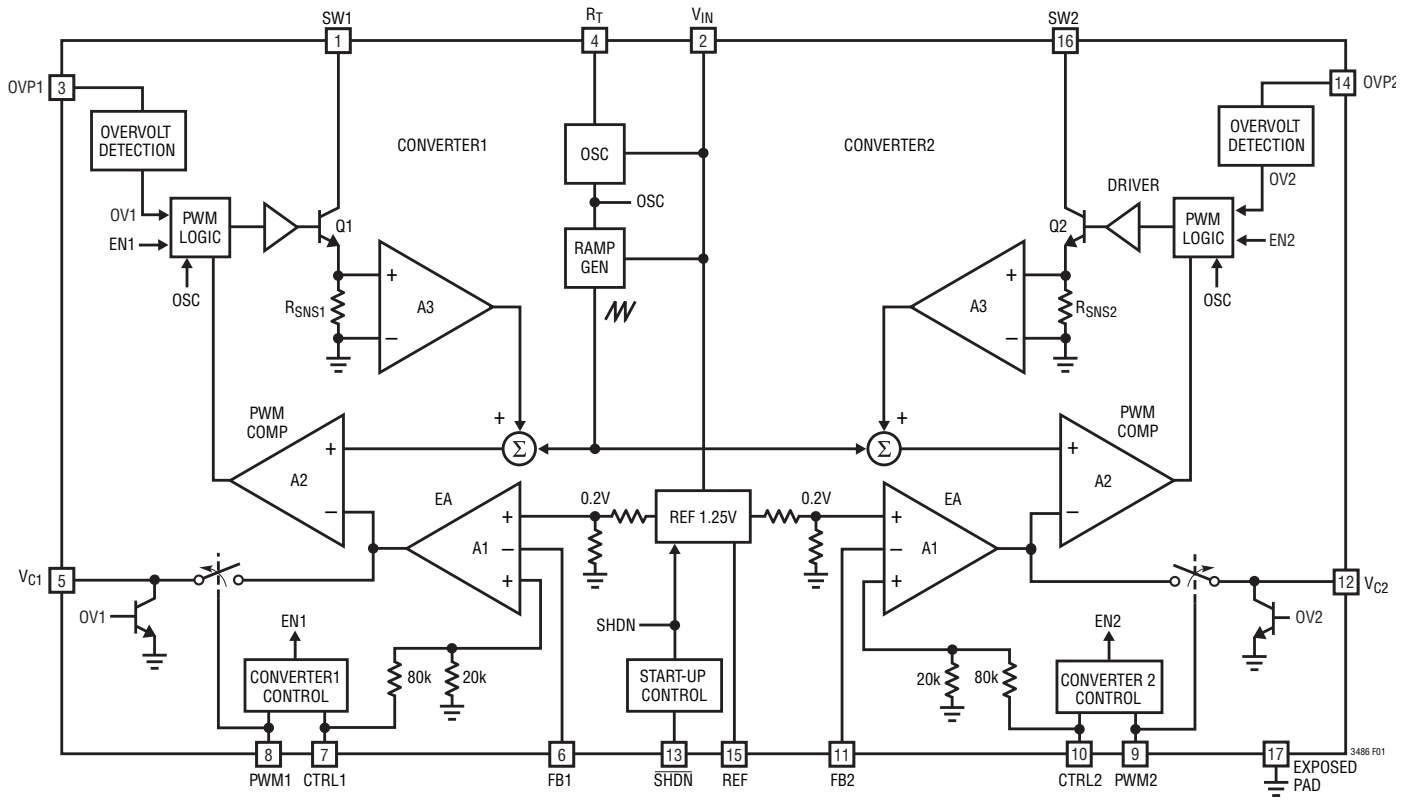 SW1
RT
VIN
SW2
1
4
2
16
OVP1
3
14
OVP2
OVERVOLT
DETECTION
CONVERTER1
OSC
CONVERTER2
OVERVOLT
DETECTION
OV1
EN1
PWM
LOGIC
OSC
Q1
OSC
RAMP
GEN
DRIVER
Q2
PWM
LOGIC
OV2
EN2
OSC
RSNS1
+
A3
–
+
A3
–
RSNS2
PWM
COMP
+
Σ
+
Σ
PWM
COMP
A2
+
–
+
–
A2
EA
A1
+
–
+
0.2V
REF 1.25V
0.2V
+
–
+
EA
A1
VC1
5
OV1
12
VC2
OV2
EN1
CONVERTER1
CONTROL
80k
20k
SHDN
START-UP
CONTROL
20k
80k
EN2
CONVERTER 2
CONTROL
8
7
6
13
15
11
10
9
17
PWM1
CTRL1
FB1
SHDN
REF
FB2
CTRL2
PWM2
EXPOSED
PAD
3486 F01